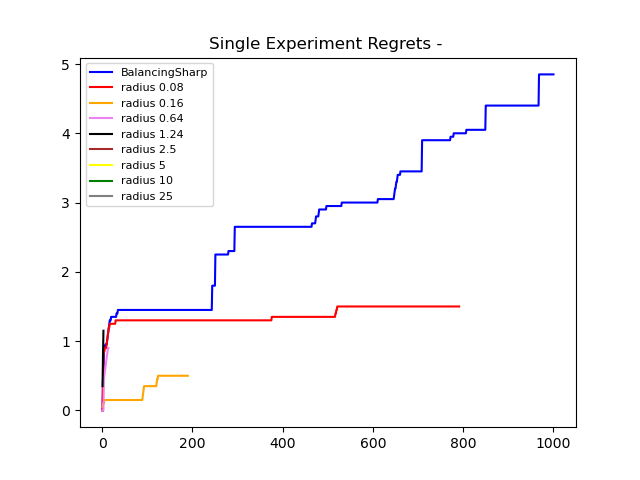 Single Experiment Regrets -
5
4
3
2
1
0
BalancingSharp
radius 0.08
radius 0.16
radius 0.64
radius 1.24
radius 2.5
radius 5
radius 10
radius 25
0 200 400 600 800 1000